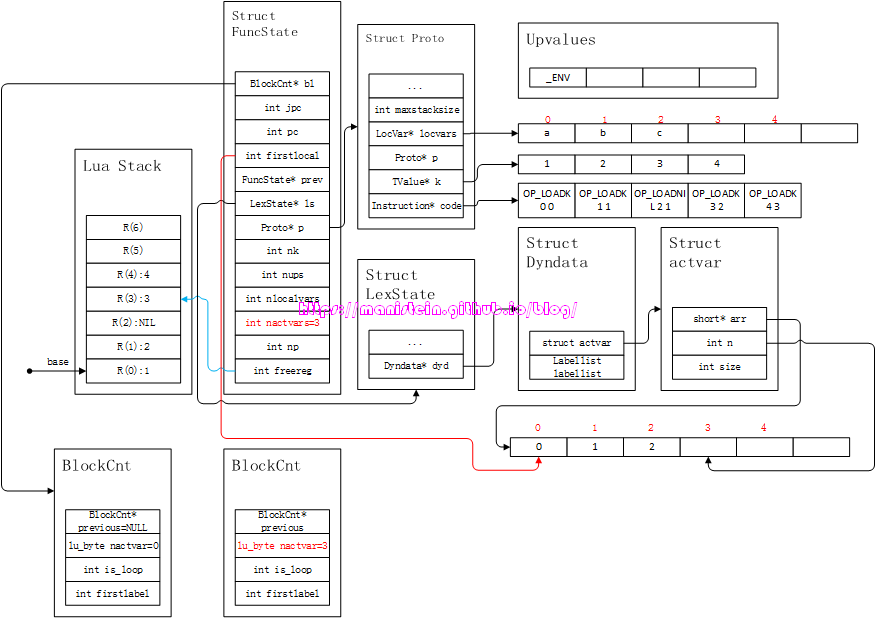 Struct
FuncState
BlockCnt* bl
int jpc
int pc
int firstlocal
FuncState* prev
LexState* ls
Proto* p
int nk
int nups
int nlocalvars
int nactvars=3
int np
int freereg
Struct Proto
...
int maxstacksize
LocVar* locvars
Proto* p
TValue* k
Instruction* code
Upvalues
_ENV
0 1 2 3 4
a b c
1 2 3 4
OP_LOADK OP_LOADK OP_LOADNI OP_LOADK OP_LOADK
0 0 1 1 L 2 1 3 2 4 3
Lua Stack
R(6)
R(5)
R(4):4
R(3):3
R(2):NIL
R(1):2
R(0):1
base
Struct
LexState
...
Dyndata* dyd
Struct
Dyndata
struct actvar
Labellist
labellist
Struct
actvar
short* arr
int n
int size
https://manistein.github.io/blog/
0 1 2 3 4
0 1 2
BlockCnt
BlockCnt*
previous=NULL
lu_byte nactvar=0
int is_loop
int firstlabel
BlockCnt
BlockCnt*
previous
lu_byte nactvar=3
int is_loop
int firstlabel